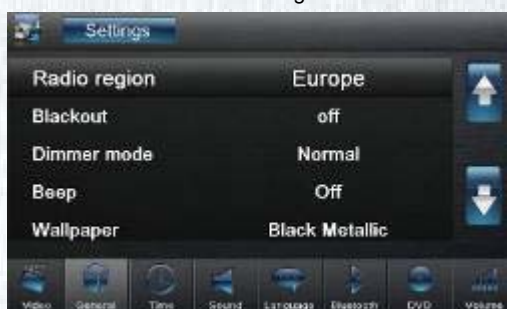 Settings
Radio region Europe
Blackout off
Dimmer mode Normal
Beep Off
Wallpaper Black Metallic
Video General Time Sound Language Bluetooth DVD Volume